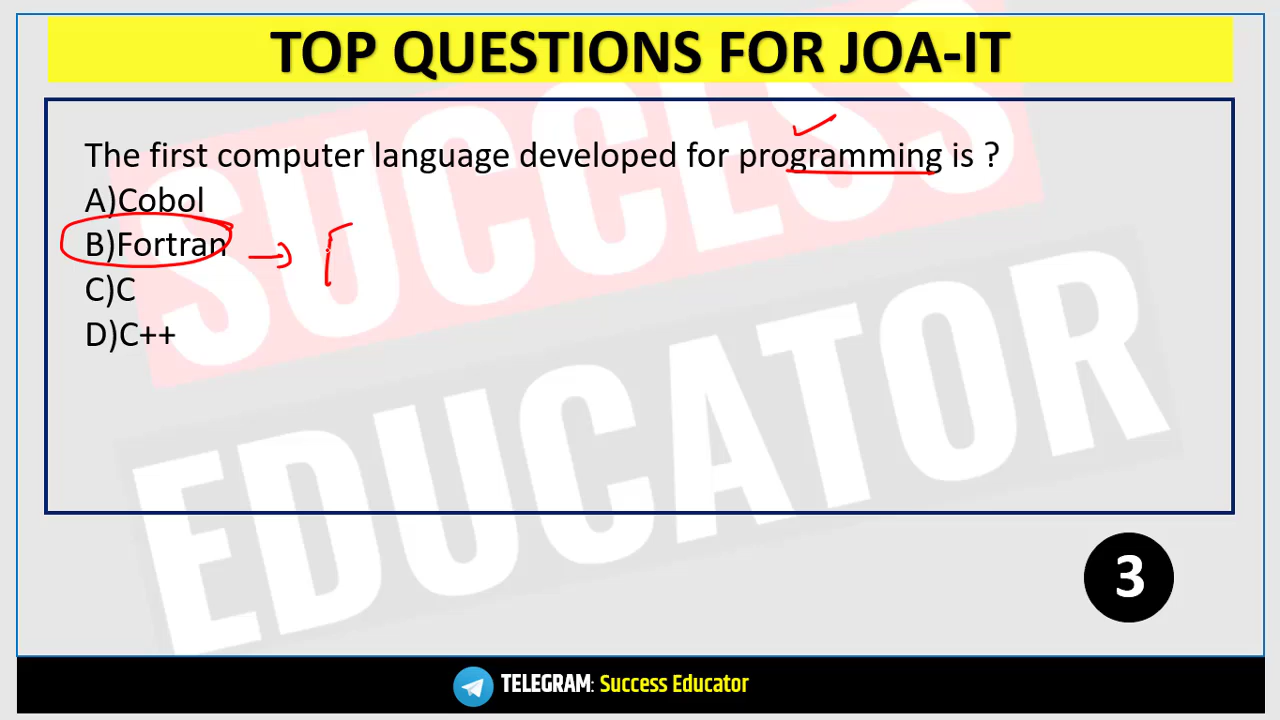 TOP QUESTIONS FOR JOA-IT
SUCCESS
EDUCATOR
The first computer language developed for programming is ?
A)Cobol
B)Fortran
C)C
D)C++
3
TELEGRAM: Success Educator